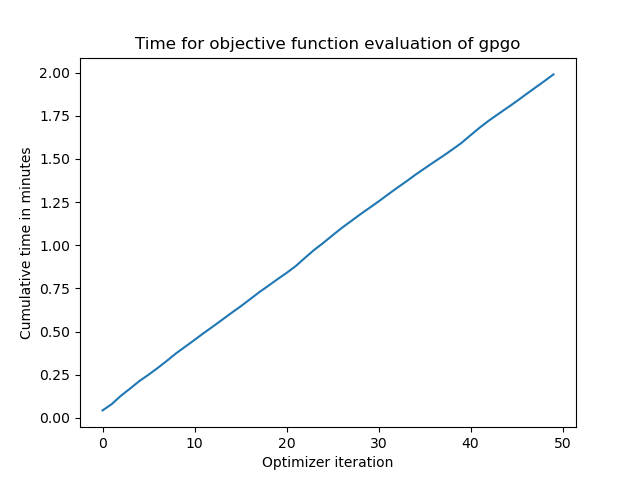 Time for objective function evaluation of gpgo
2.00
1.75
1.50
1.25
1.00
0.75
0.50
0.25
0.00
Cumulative time in minutes
0 10 20 30 40 50
Optimizer iteration